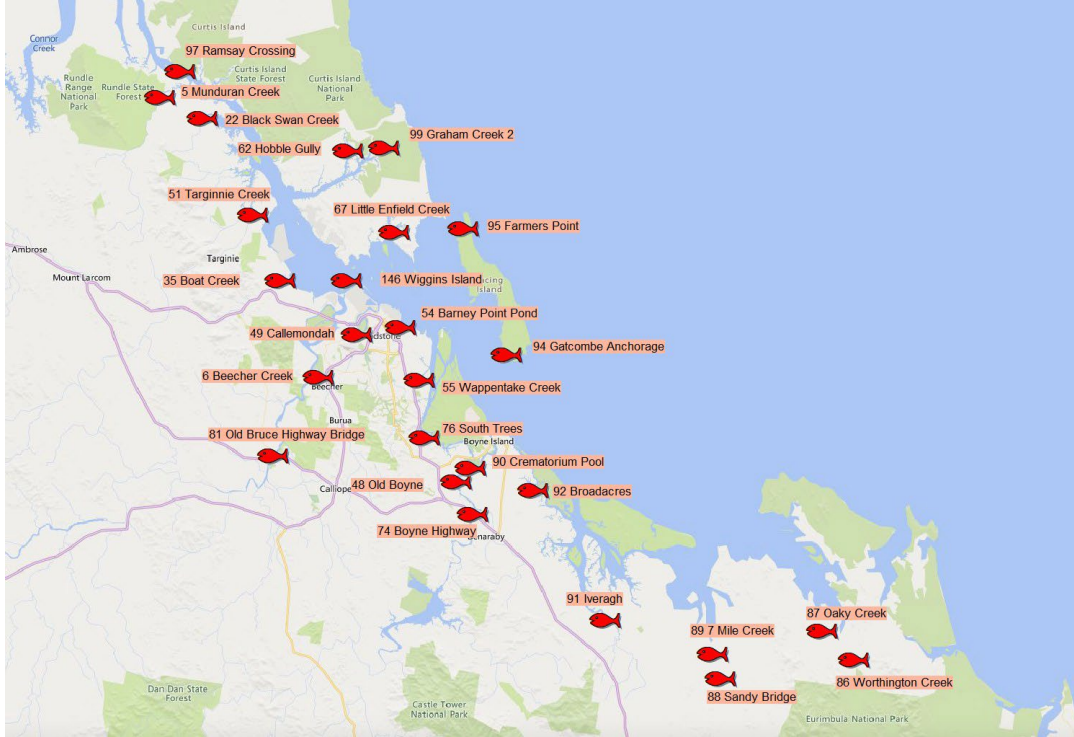 Curtis Island
Connor
Creek
97 Ramsay Crossing
Curtis Island
State Forest
Curtis Island
National
Park
Rundle
Range
National
Park
Rundle State
Forest
5 Munduran Creek
22 Black Swan Creek
99 Graham Creek 2
62 Hobble Gully
51 Targinnie Creek
67 Little Enfield Creek
95 Farmers Point
Ambrose
Targinie
Mount Larcom
35 Boat Creek
146 Wiggins Island
Island
54 Barney Point Pond
49 Callemondah
94 Gatcombe Anchorage
6 Beecher Creek
Beecher
55 Wappentake Creek
Burua
76 South Trees
81 Old Bruce Highway Bridge
Boyne Island
90 Crematorium Pool
48 Old Boyne
Calliope
92 Broadacres
74 Boyne Highway
91 Iveragh
87 Oaky Creek
89 7 Mile Creek
86 Worthington Creek
88 Sandy Bridge
Dan Dan State
Forest
Castle Tower
National Park
Eurimbula National Park